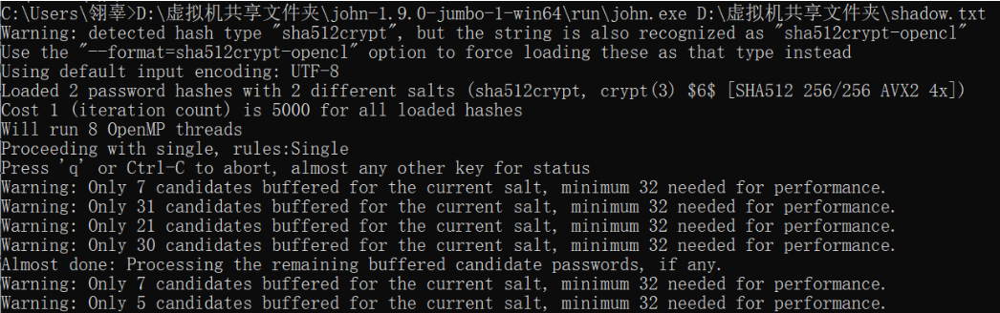 C:\Users\翎辜>D:\虚拟机共享文件夹\john-1.9.0-jumbo-1-win64\run\john.exe D:\虚拟机共享文件夹\shadow.txt
Warning: detected hash type "sha512crypt", but the string is also recognized as "sha512crypt-opencl"
Use the "--format=sha512crypt-opencl" option to force loading these as that type instead
Using default input encoding: UTF-8
Loaded 2 password hashes with 2 different salts (sha512crypt, crypt(3) $6$ [SHA512 256/256 AVX2 4x])
Cost 1 (iteration count) is 5000 for all loaded hashes
Will run 8 OpenMP threads
Proceeding with single, rules:Single
Press 'q' or Ctrl-C to abort, almost any other key for status
Warning: Only 7 candidates buffered for the current salt, minimum 32 needed for performance.
Warning: Only 31 candidates buffered for the current salt, minimum 32 needed for performance.
Warning: Only 21 candidates buffered for the current salt, minimum 32 needed for performance.
Warning: Only 30 candidates buffered for the current salt, minimum 32 needed for performance.
Almost done: Processing the remaining buffered candidate passwords, if any.
Warning: Only 7 candidates buffered for the current salt, minimum 32 needed for performance.
Warning: Only 5 candidates buffered for the current salt, minimum 32 needed for performance.